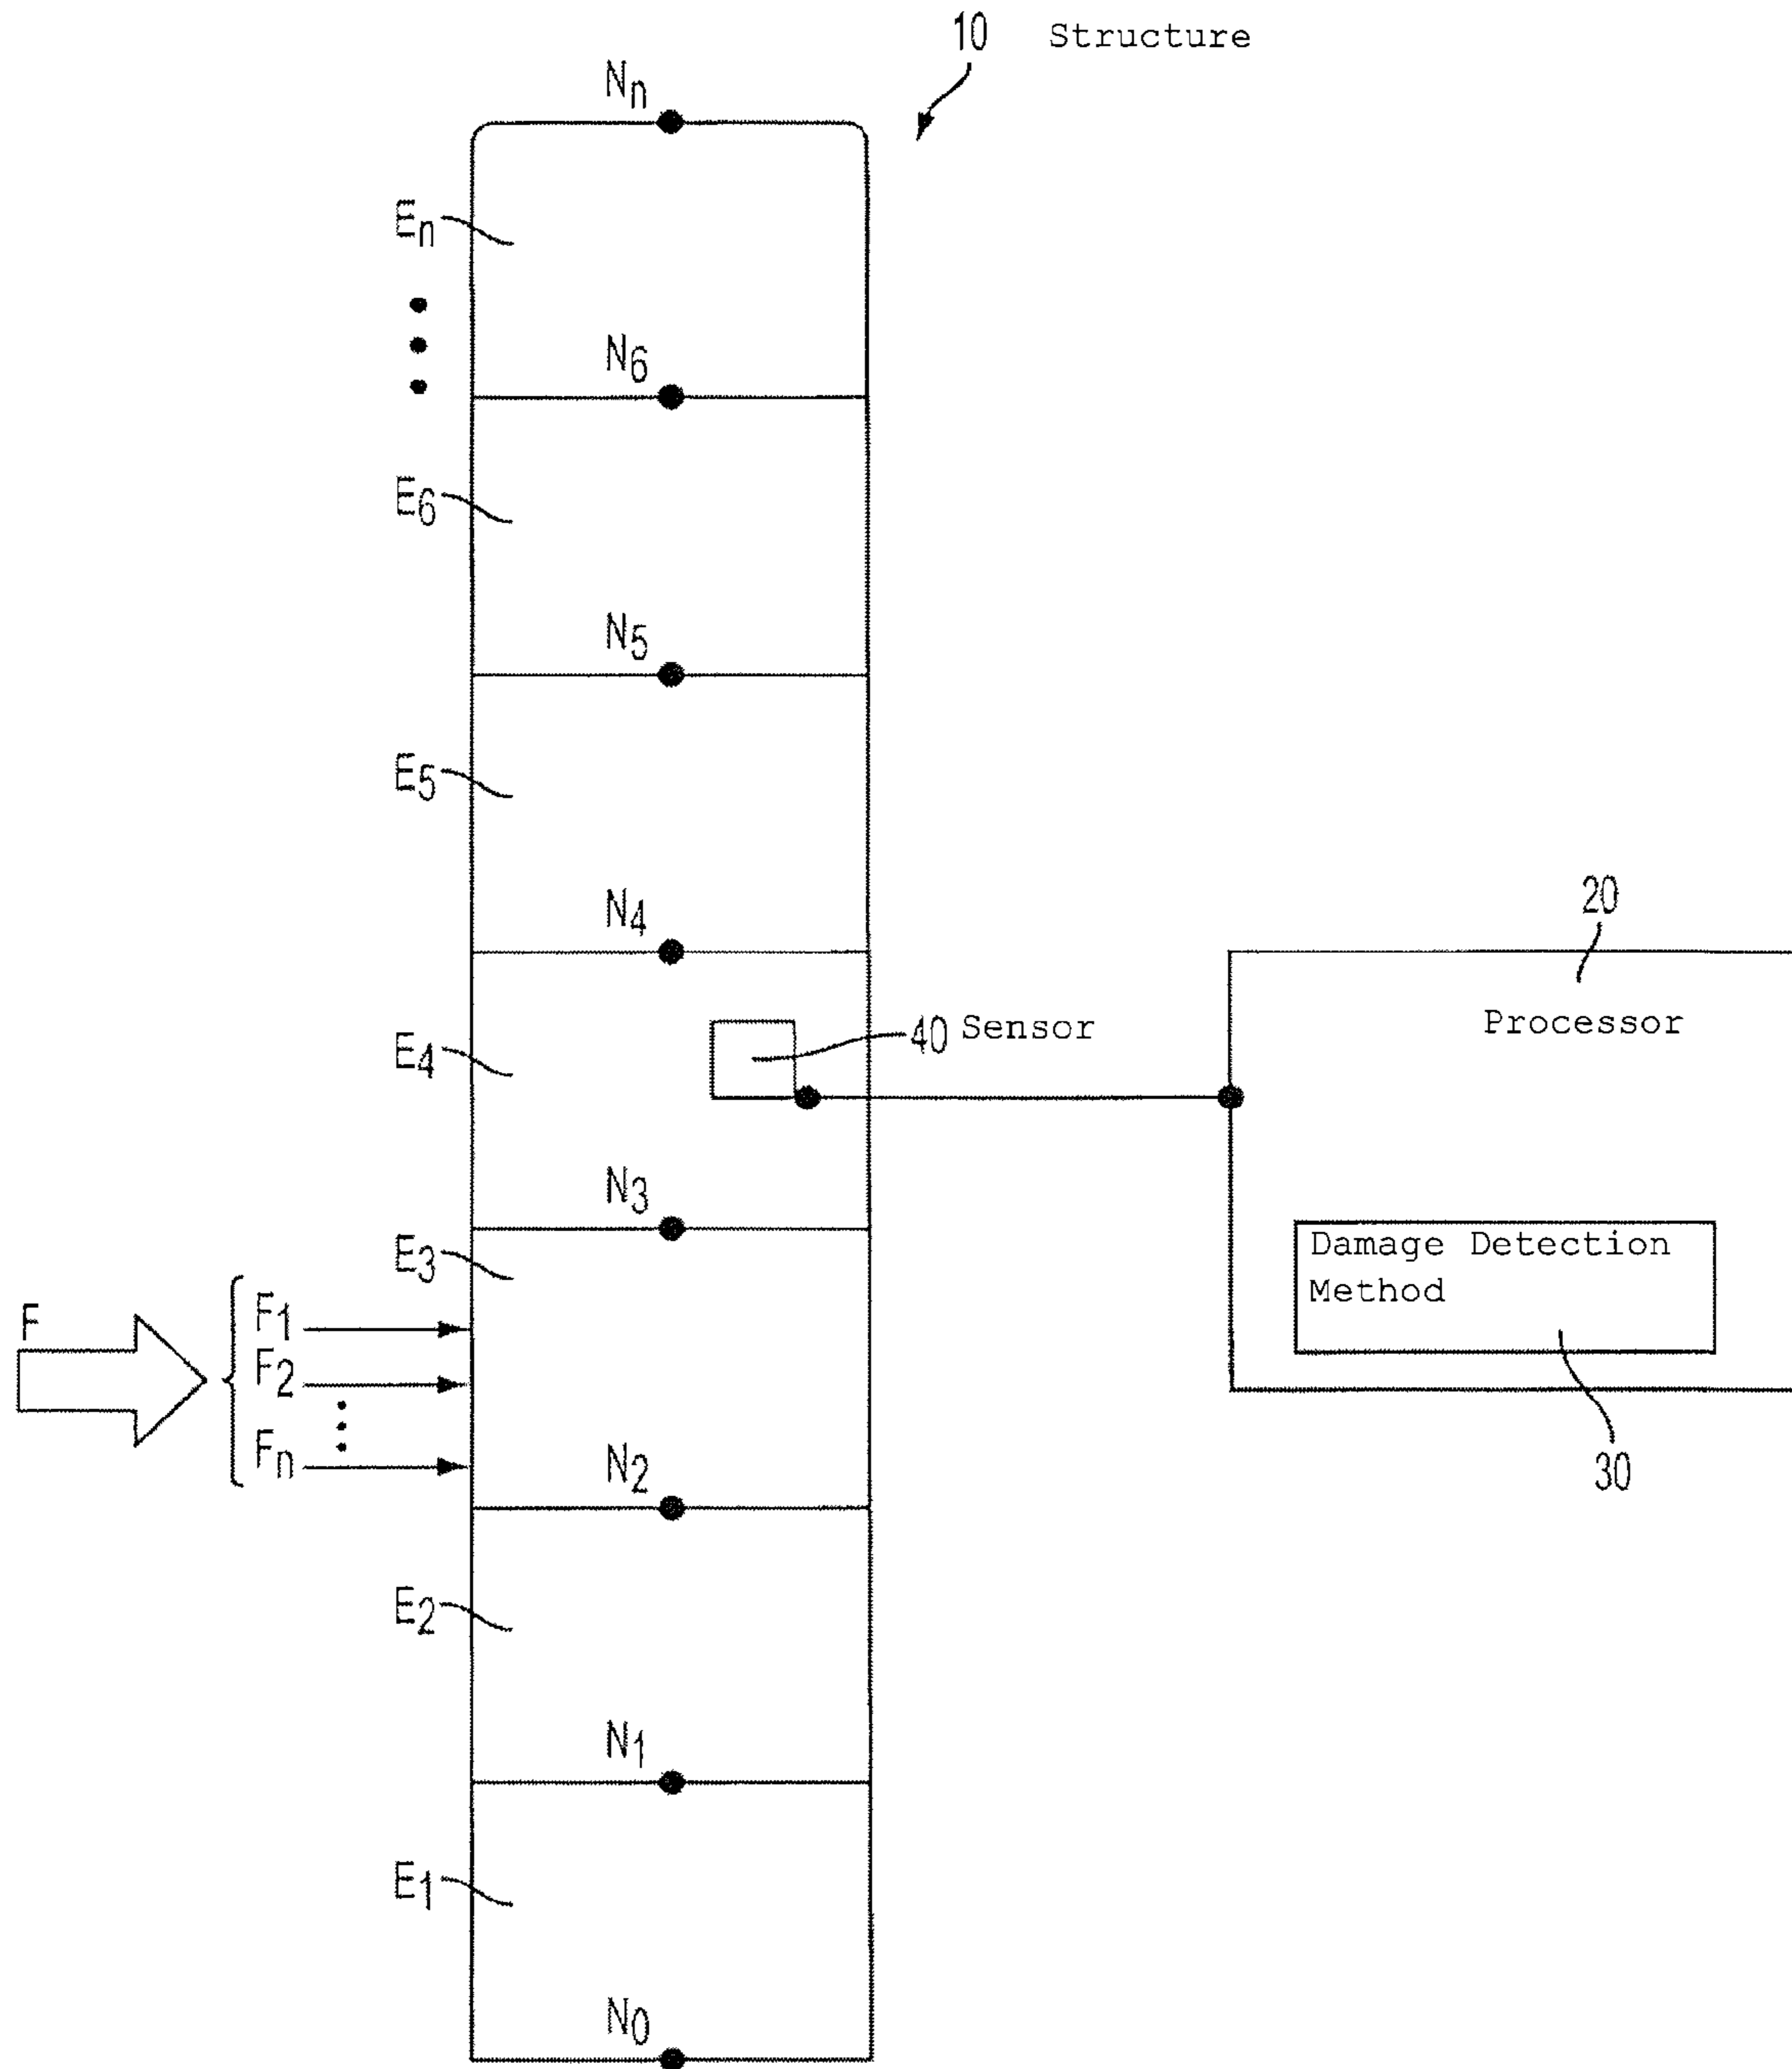 10 Structure
Nn
En
N6
E6
N5
E5
N4
20
Processor
E4
40 Sensor
N3
E3
Damage Detection
Method
F
F1
F2
Fn
30
N2
E2
N1
E1
N0